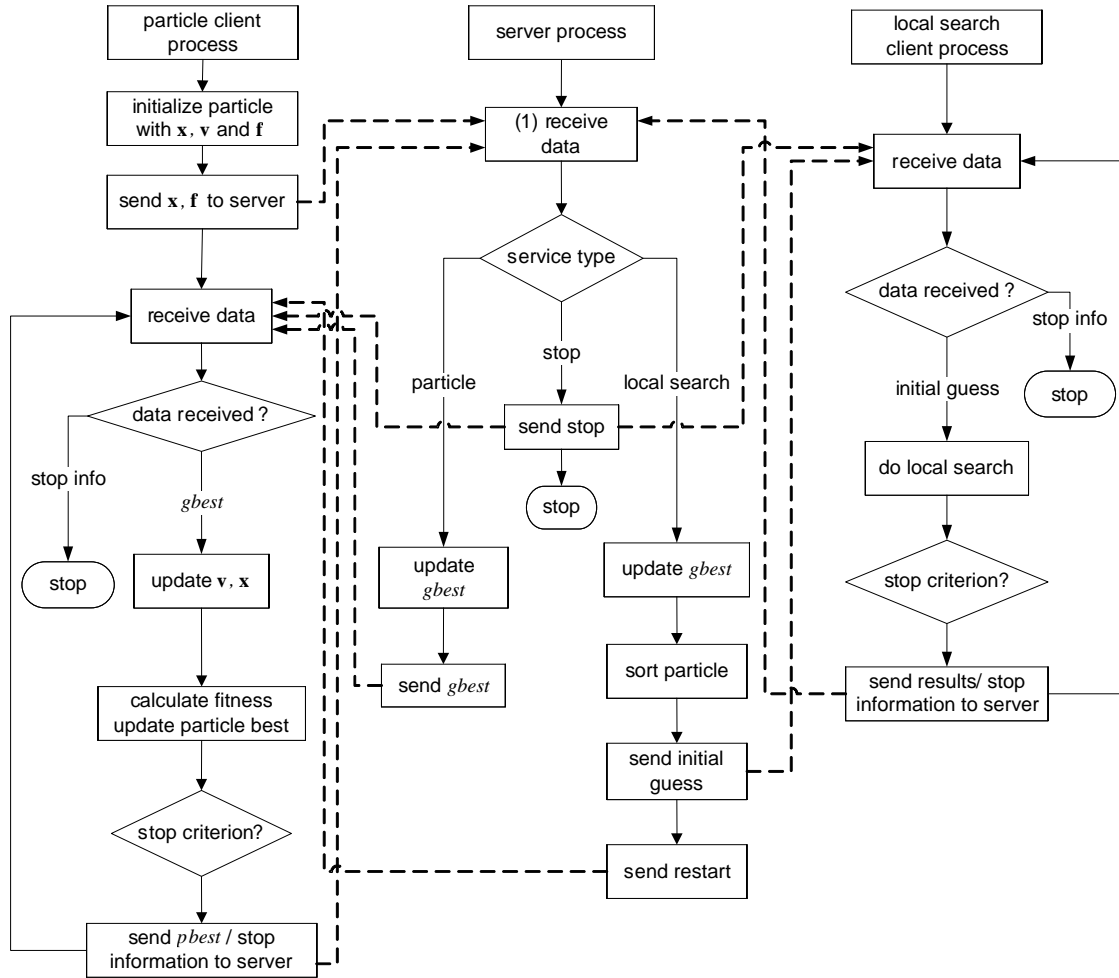 particle client
process
initialize particle
with x, v and f
send x, f to server
receive data
data received ?
stop info
gbest
stop
update v, x
calculate fitness
update particle best
stop criterion?
send pbest / stop
information to server
server process
(1) receive
data
service type
particle
stop
local search
send stop
stop
update
gbest
send gbest
update gbest
sort particle
send initial
guess
send restart
local search
client process
receive data
data received ?
stop info
stop
initial guess
do local search
stop criterion?
send results/ stop
information to server